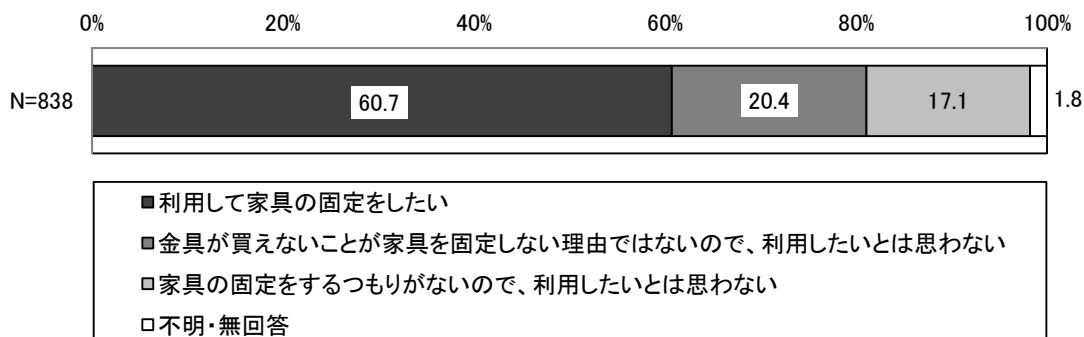 0% 20% 40% 60% 80% 100%
N=838 60.7 20.4 17.1 1.8
利用して家具の固定をしたい
金具が買えないことが家具を固定しない理由ではないので、利用したいとは思わない
家具の固定をするつもりがないので、利用したいとは思わない
不明・無回答